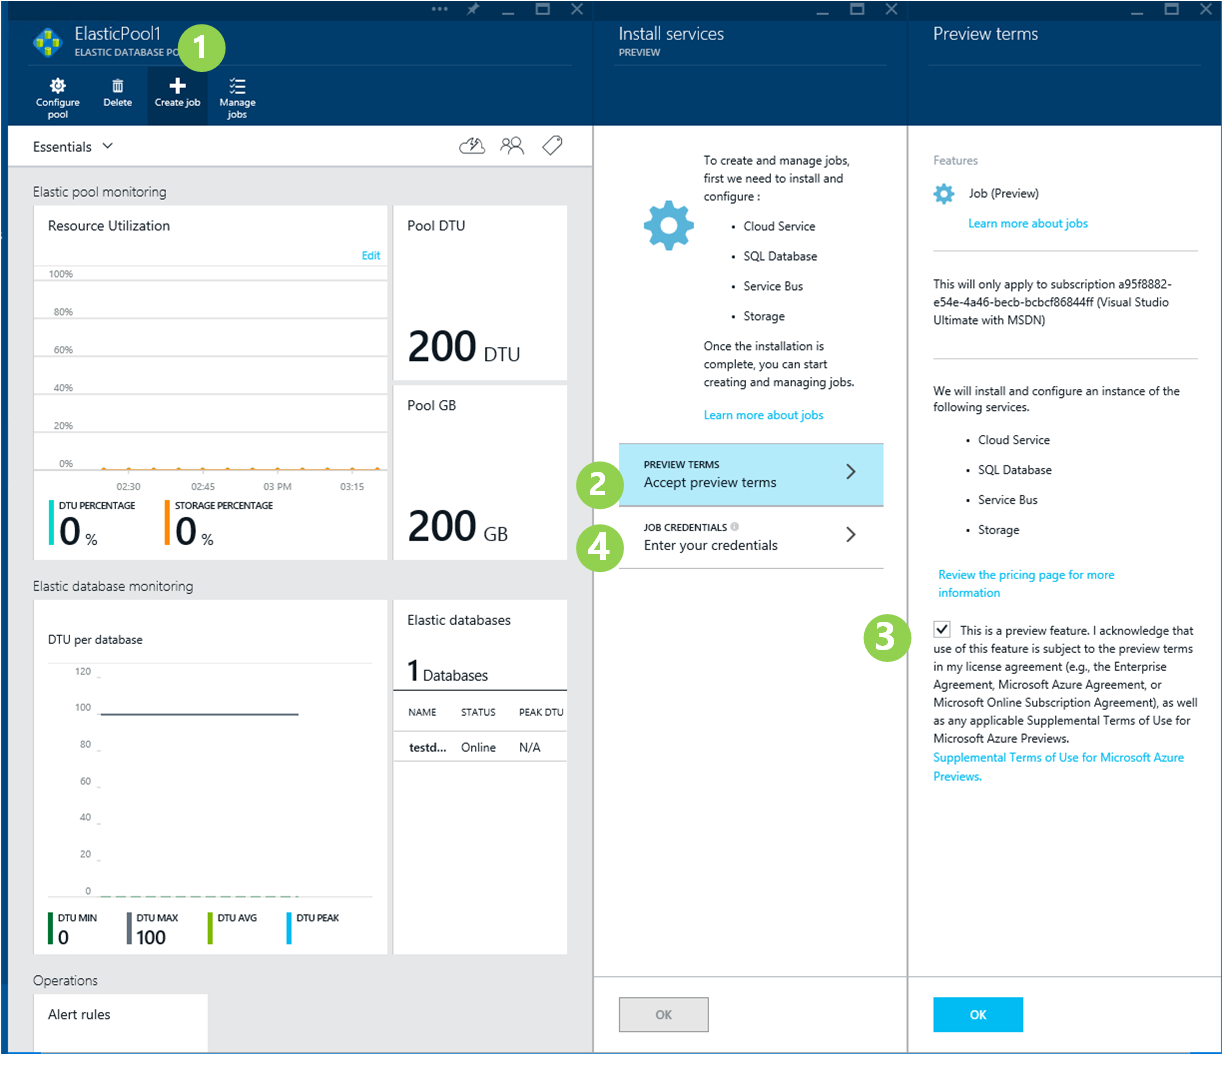 ElasticPool1
ELASTIC DATABASE PO
1
Configure pool
Delete
Create job
Manage jobs
Essentials
Elastic pool monitoring
Resource Utilization
Edit
100%
80%
60%
40%
20%
0%
02:30 02:45 03 PM 03:15
DTU PERCENTAGE
0 %
STORAGE PERCENTAGE
0 %
Pool DTU
200 DTU
Pool GB
200 GB
Elastic database monitoring
DTU per database
120
100
80
60
40
20
0
DTU MIN
0
DTU MAX
100
DTU AVG
DTU PEAK
Elastic databases
1 Databases
NAME STATUS PEAK DTU
testd... Online N/A
Operations
Alert rules
Install services
PREVIEW
To create and manage jobs,
first we need to install and
configure :
• Cloud Service
• SQL Database
• Service Bus
• Storage
Once the installation is
complete, you can start
creating and managing jobs.
Learn more about jobs
2
PREVIEW TERMS
Accept preview terms
4
JOB CREDENTIALS
Enter your credentials
OK
Preview terms
Features
Job (Preview)
Learn more about jobs
This will only apply to subscription a95f8882-
e54e-4a46-becb-bcbcf86844ff (Visual Studio
Ultimate with MSDN)
We will install and configure an instance of the
following services.
• Cloud Service
• SQL Database
• Service Bus
• Storage
Review the pricing page for more
information
3
This is a preview feature. I acknowledge that
use of this feature is subject to the preview terms
in my license agreement (e.g., the Enterprise
Agreement, Microsoft Azure Agreement, or
Microsoft Online Subscription Agreement), as well
as any applicable Supplemental Terms of Use for
Microsoft Azure Previews.
Supplemental Terms of Use for Microsoft Azure
Previews.
OK